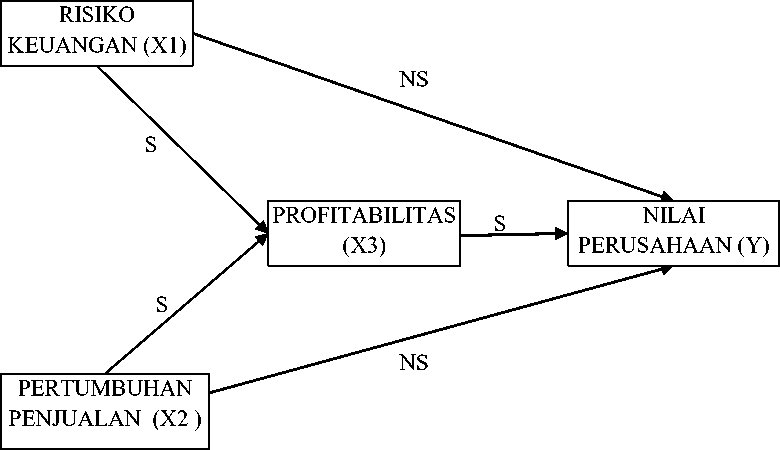 RISIKO
KEUANGAN (X1)
NS
S
PROFITABILITAS
(X3)
S
NILAI
PERUSAHAAN (Y)
S
NS
PERTUMBUHAN
PENJUALAN (X2 )